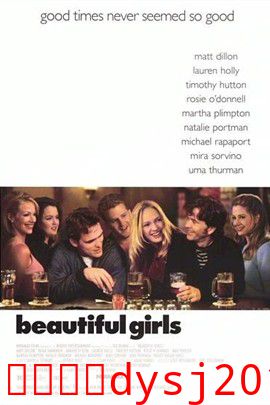 good times never seemed so good
matt dillon
lauren holly
timothy hutton
rosie o'donnell
martha plimpton
natalie portman
michael rapaport
mira sorvino
uma thurman
beautiful girls
dysj20